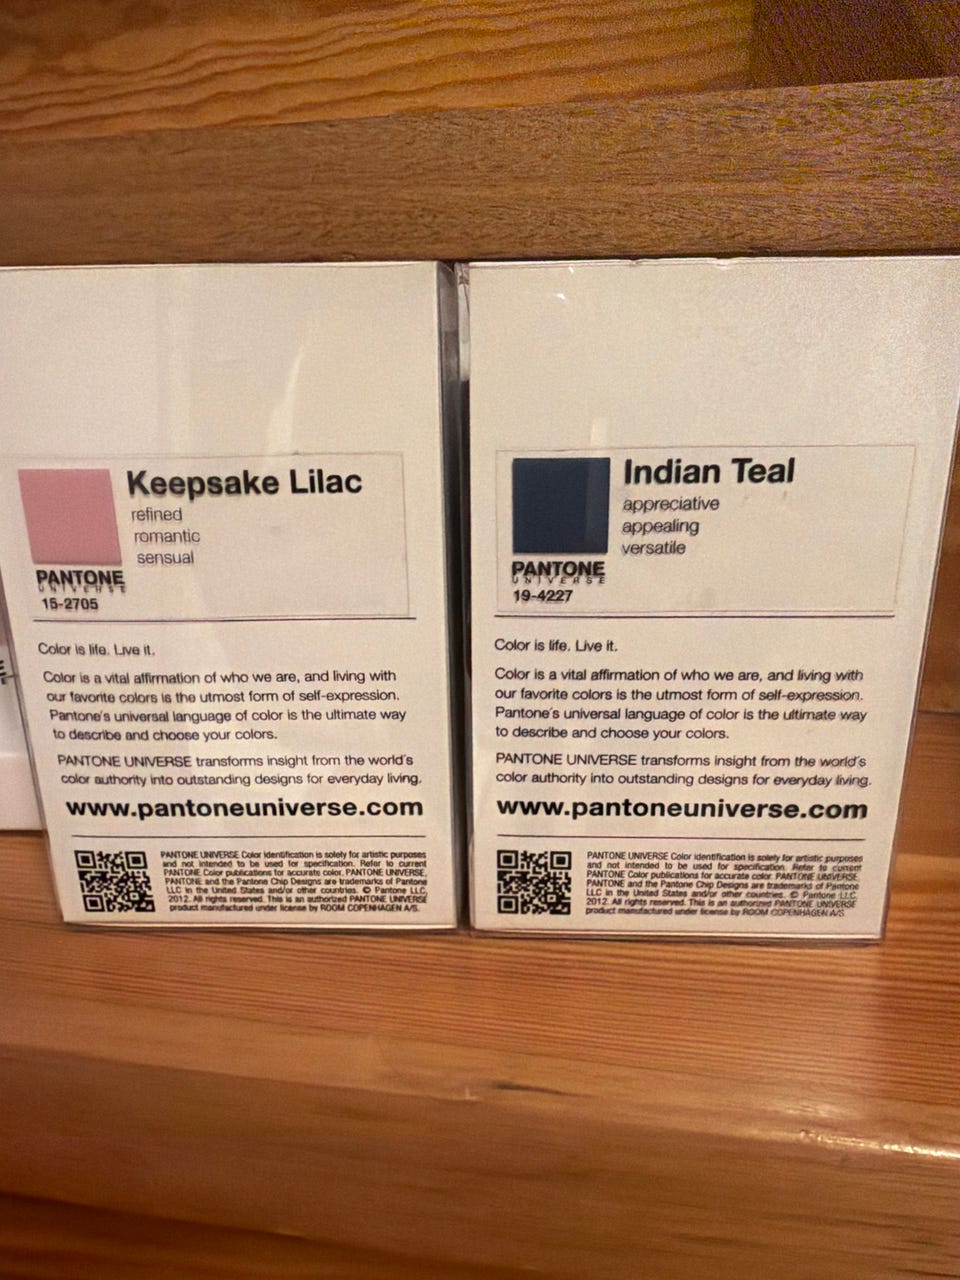 Keepsake Lilac
refined
romantic
sensual
PANTONE
UNIVERSE
15-2705
Color is life. Live it.
Color is a vital affirmation of who we are, and living with
our favorite colors is the utmost form of self-expression.
Pantone's universal language of color is the ultimate way
to describe and choose your colors.
PANTONE UNIVERSE transforms insight from the world's
color authority into outstanding designs for everyday living.
www.pantoneuniverse.com
PANTONE UNIVERSE Color identification is solely for artistic purposes
and not intended to be used for specification. Refer to current
PANTONE Color publications for accurate color. PANTONE UNIVERSE,
PANTONE and the Pantone Chip Designs are trademarks of Pantone
LLC in the United States and/or other countries. © Pantone LLC,
2012. All rights reserved. This is an authorized PANTONE UNIVERSE
product manufactured under license by ROOM COPENHAGEN A/S.
Indian Teal
appreciative
appealing
versatile
PANTONE
UNIVERSE
19-4227
Color is life. Live it.
Color is a vital affirmation of who we are, and living with
our favorite colors is the utmost form of self-expression.
Pantone's universal language of color is the ultimate way
to describe and choose your colors.
PANTONE UNIVERSE transforms insight from the world's
color authority into outstanding designs for everyday living.
www.pantoneuniverse.com
PANTONE UNIVERSE Color identification is solely for artistic purposes
and not intended to be used for specification. Refer to current
PANTONE Color publications for accurate color. PANTONE UNIVERSE,
PANTONE and the Pantone Chip Designs are trademarks of Pantone
LLC in the United States and/or other countries. © Pantone LLC,
2012. All rights reserved. This is an authorized PANTONE UNIVERSE
product manufactured under license by ROOM COPENHAGEN A/S